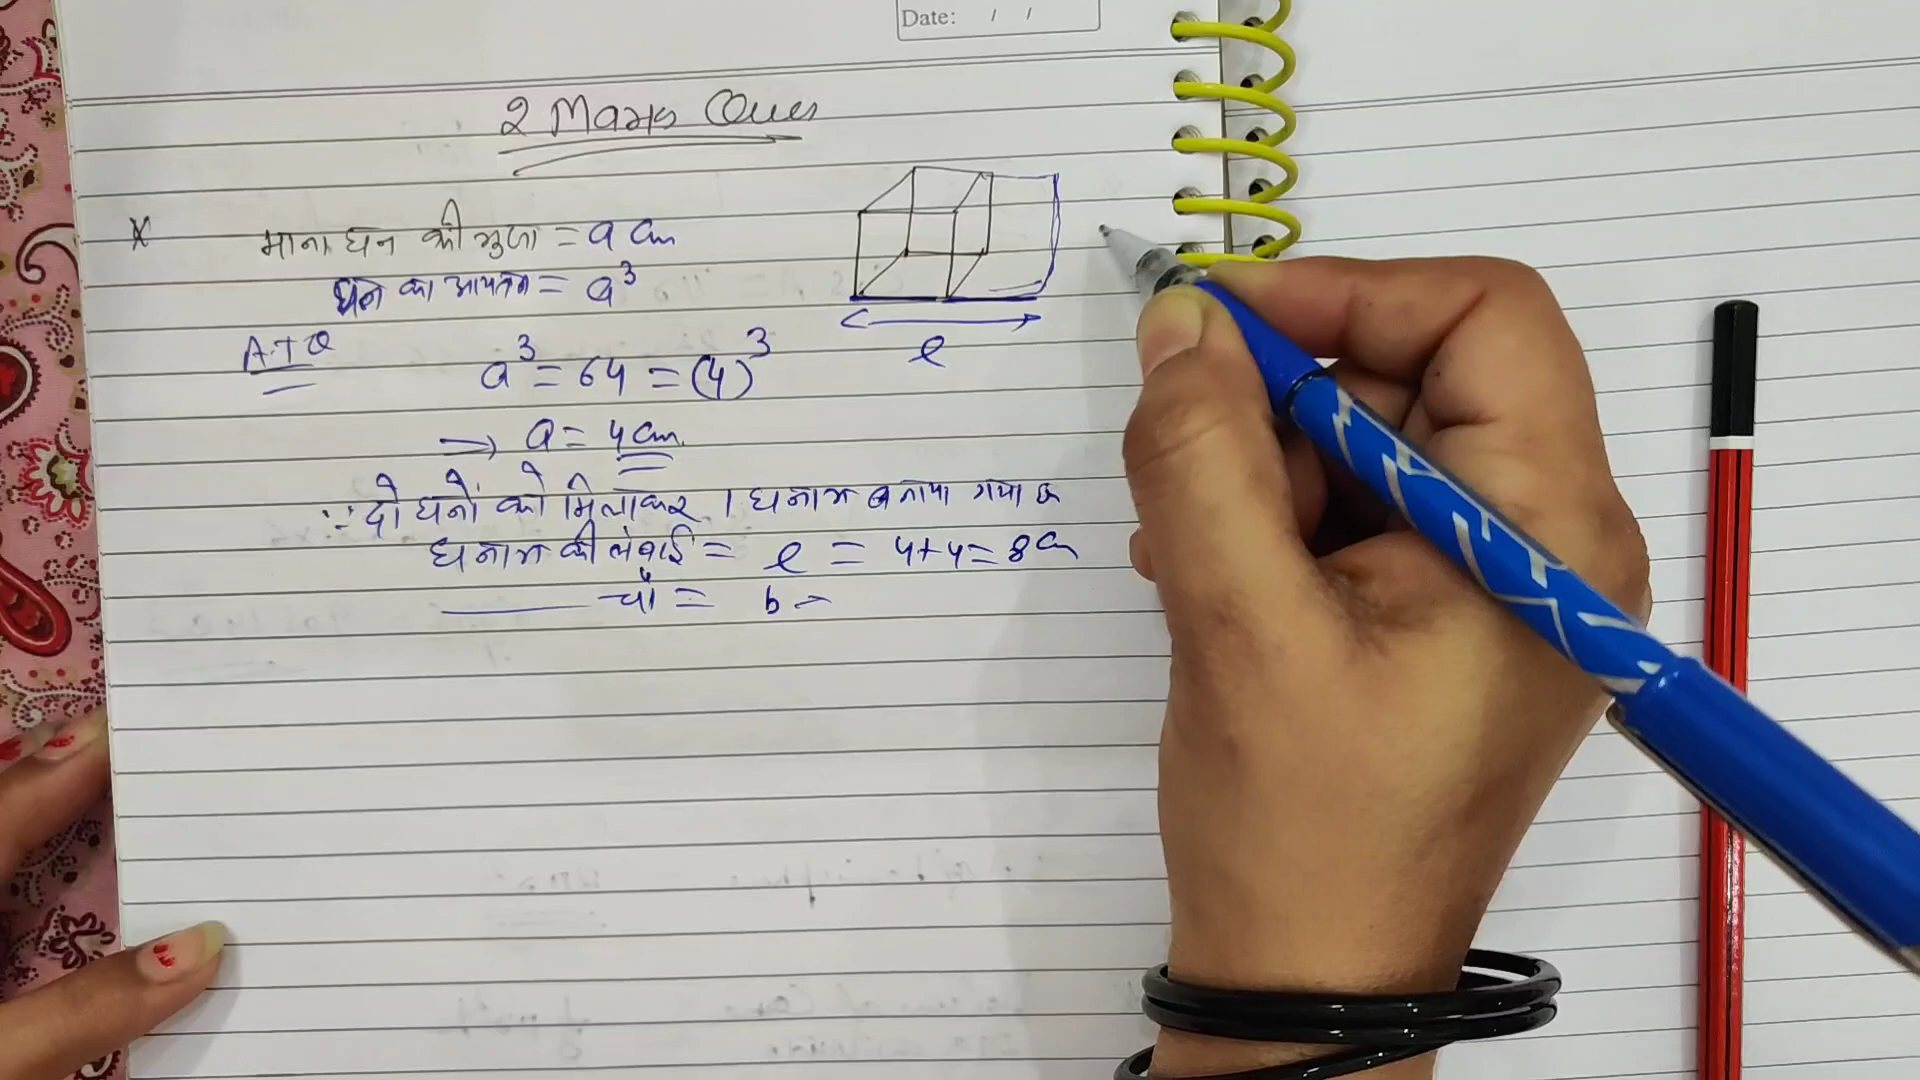 Date: / /
2 Marks Ques
× माना घन की भुजा = a cm
घन का आयतन = a³
A.T.Q a³ = 64 = (4)³
l
→ a = 4 cm.
∵ दो घनों को मिलाकर 1 घनाभ बनाया गया
घनाभ की लंबाई = l = 4+4 = 8 cm
—— चौ = b =